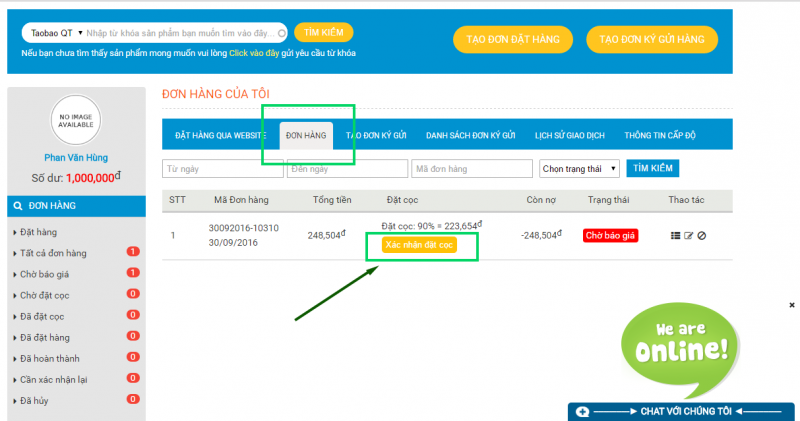 Taobao QT Nhập từ khóa sản phẩm bạn muốn tìm vào đây... TÌM KIẾM
Nếu bạn chưa tìm thấy sản phẩm mong muốn vui lòng Click vào đây gửi yêu cầu từ khóa
TẠO ĐƠN ĐẶT HÀNG TẠO ĐƠN KÝ GỬI HÀNG
NO IMAGE
AVAILABLE
Phan Văn Hùng
Số dư: 1,000,000đ
ĐƠN HÀNG
Đặt hàng
Tất cả đơn hàng 1
Chờ báo giá 1
Chờ đặt cọc 0
Đã đặt cọc 0
Đã đặt hàng 0
Đã hoàn thành 0
Cần xác nhận lại 0
Đã hủy 0
ĐƠN HÀNG CỦA TÔI
ĐẶT HÀNG QUA WEBSITE ĐƠN HÀNG TẠO ĐƠN KÝ GỬI DANH SÁCH ĐƠN KÝ GỬI LỊCH SỬ GIAO DỊCH THÔNG TIN CẤP ĐỘ
Từ ngày Đến ngày Mã đơn hàng Chọn trạng thái TÌM KIẾM
STT Mã Đơn hàng Tổng tiền Đặt cọc Còn nợ Trạng thái Thao tác
1 30092016-10310 248,504đ Đặt cọc: 90% = 223,654đ -248,504đ Chờ báo giá
30/09/2016 Xác nhận đặt cọc
We are
online!
CHAT VỚI CHÚNG TÔI